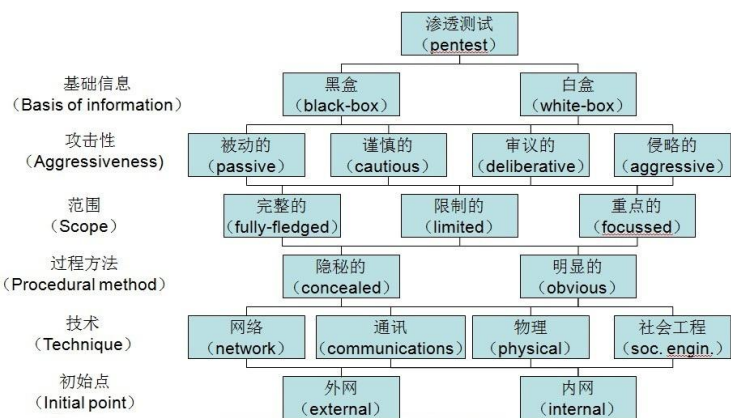 渗透测试
（pentest）
基础信息
（Basis of information）
黑盒
（black-box）
白盒
（white-box）
攻击性
（Aggressiveness)
被动的
（passive）
谨慎的
（cautious）
审议的
（deliberative）
侵略的
（aggressive）
范围
（Scope）
完整的
（fully-fledged）
限制的
（limited）
重点的
（focussed）
过程方法
（Procedural method）
隐秘的
（concealed）
明显的
（obvious）
技术
（Technique）
网络
（network）
通讯
（communications）
物理
（physical）
社会工程
（soc. engin.）
初始点
（Initial point）
外网
（external）
内网
（internal）